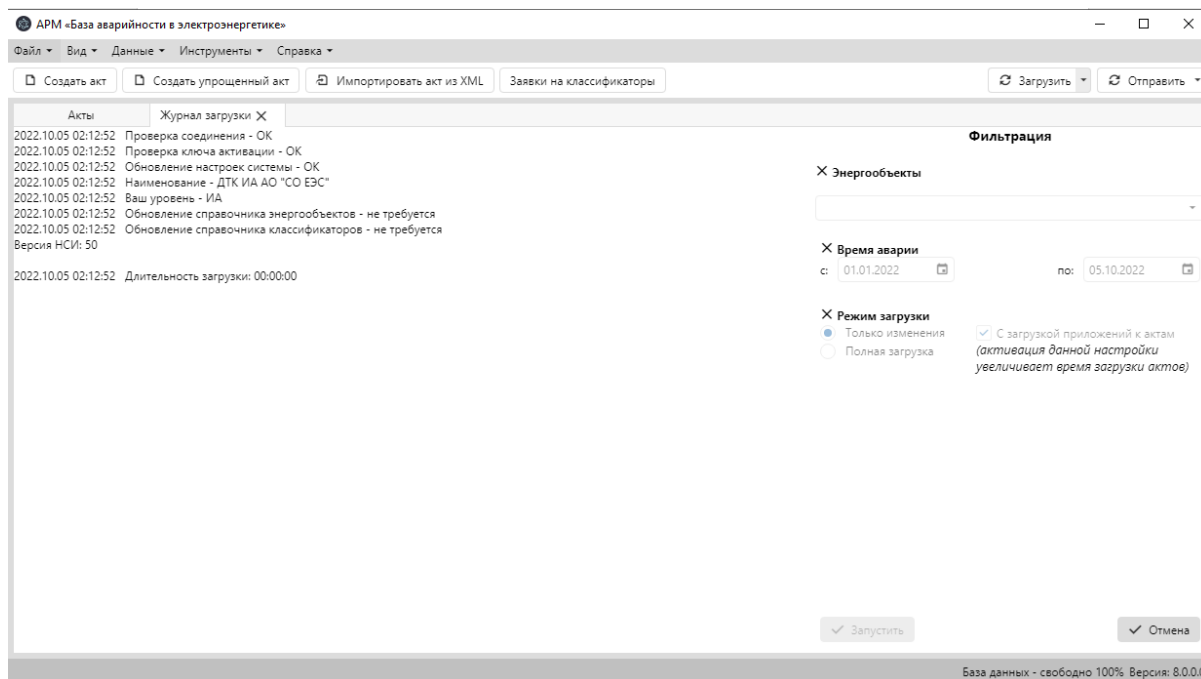 АРМ «База аварийности в электроэнергетике»
Файл Вид Данные Инструменты Справка
Создать акт Создать упрощенный акт Импортировать акт из XML Заявки на классификаторы Загрузить Отправить
Акты Журнал загрузки
2022.10.05 02:12:52 Проверка соединения - ОК
2022.10.05 02:12:52 Проверка ключа активации - ОК
2022.10.05 02:12:52 Обновление настроек системы - ОК
2022.10.05 02:12:52 Наименование - ДТК ИА АО "СО ЕЭС"
2022.10.05 02:12:52 Ваш уровень - ИА
2022.10.05 02:12:52 Обновление справочника энергообъектов - не требуется
2022.10.05 02:12:52 Обновление справочника классификаторов - не требуется
Версия НСИ: 50
2022.10.05 02:12:52 Длительность загрузки: 00:00:00
Фильтрация
Энергообъекты
Время аварии
с: 01.01.2022 по: 05.10.2022
Режим загрузки
Только изменения
Полная загрузка
С загрузкой приложений к актам
(активация данной настройки
увеличивает время загрузки актов)
Запустить Отмена
База данных - свободно 100% Версия: 8.0.0.